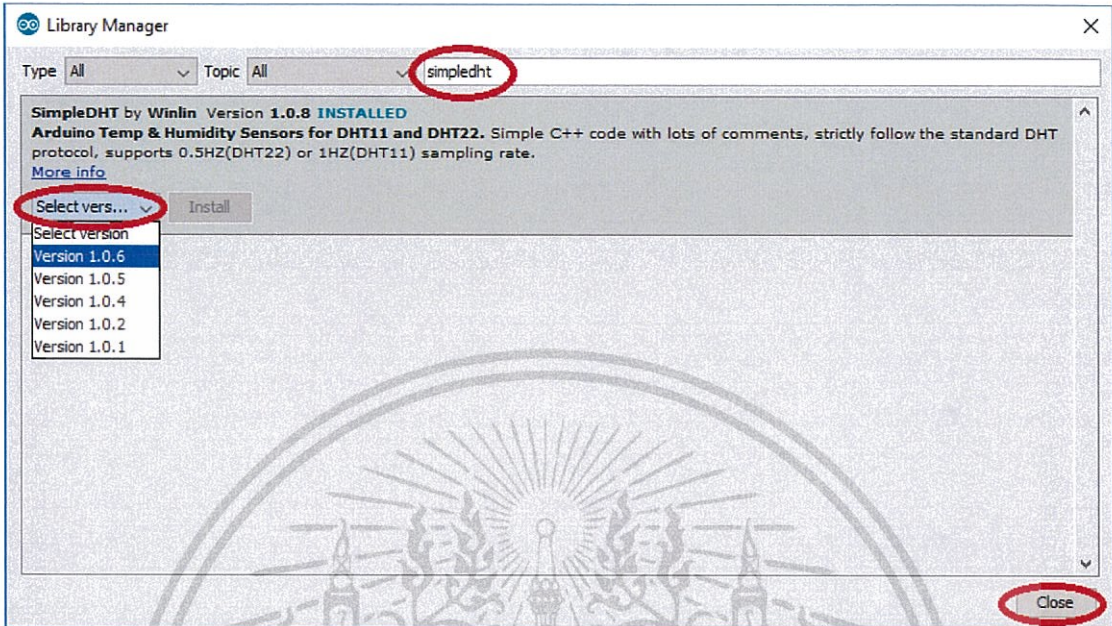 Library Manager
Type All Topic All simpledht
SimpleDHT by Winlin Version 1.0.8 INSTALLED
Arduino Temp & Humidity Sensors for DHT11 and DHT22. Simple C++ code with lots of comments, strictly follow the standard DHT
protocol, supports 0.5HZ(DHT22) or 1HZ(DHT11) sampling rate.
More info
Select vers... Install
Select version
Version 1.0.6
Version 1.0.5
Version 1.0.4
Version 1.0.2
Version 1.0.1
Close